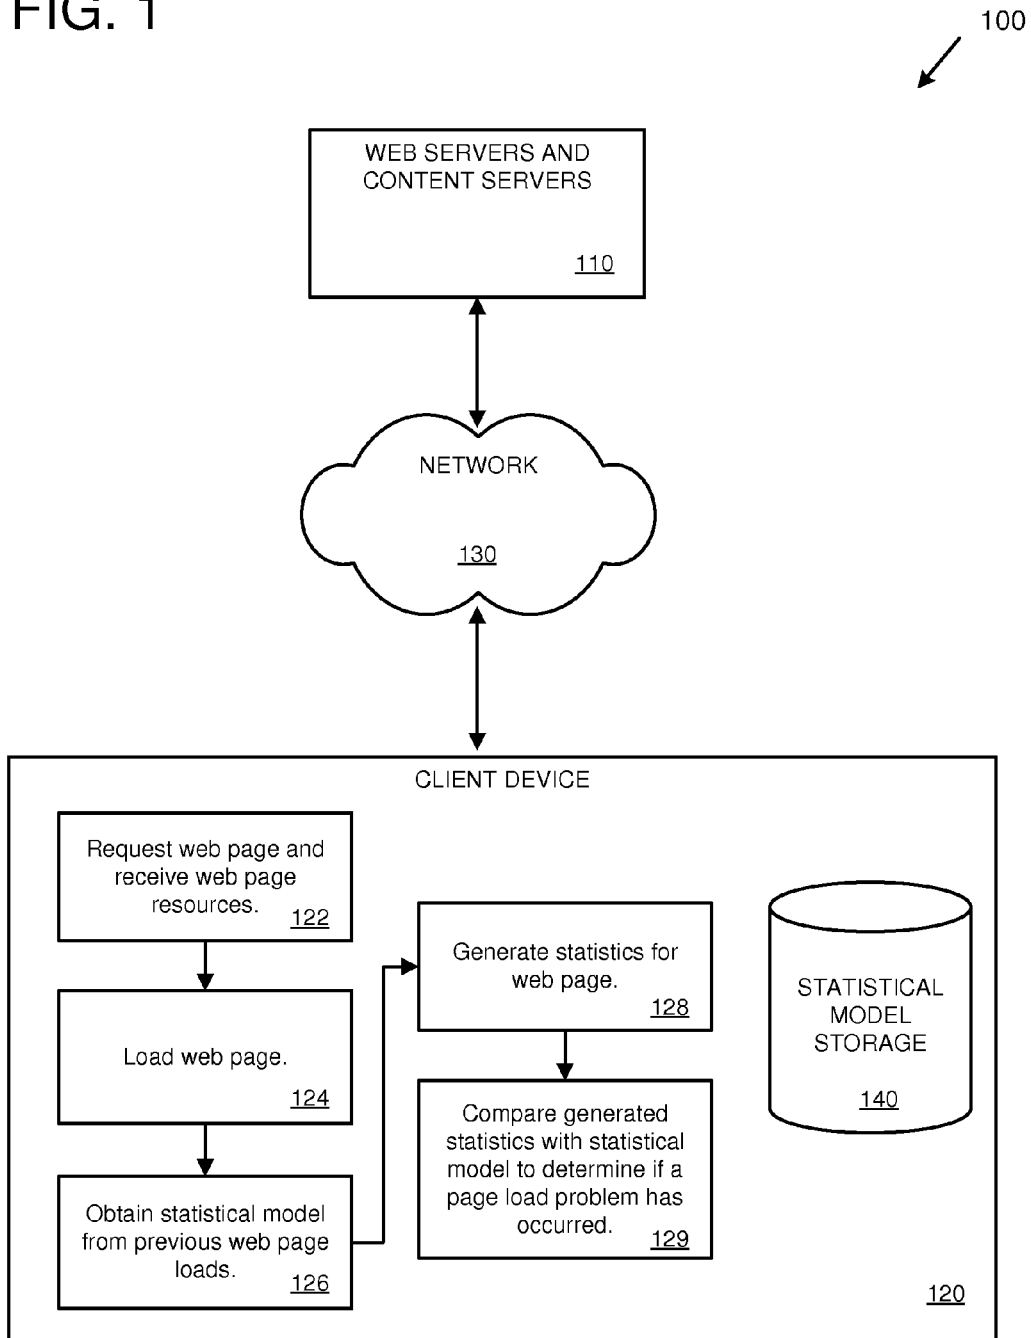 FIG. 1
100
WEB SERVERS AND
CONTENT SERVERS
110
NETWORK
130
CLIENT DEVICE
Request web page and
receive web page
resources.
122
Load web page.
124
Obtain statistical model
from previous web page
loads.
126
Generate statistics for
web page.
128
Compare generated
statistics with statistical
model to determine if a
page load problem has
occurred.
129
STATISTICAL
MODEL
STORAGE
140
120